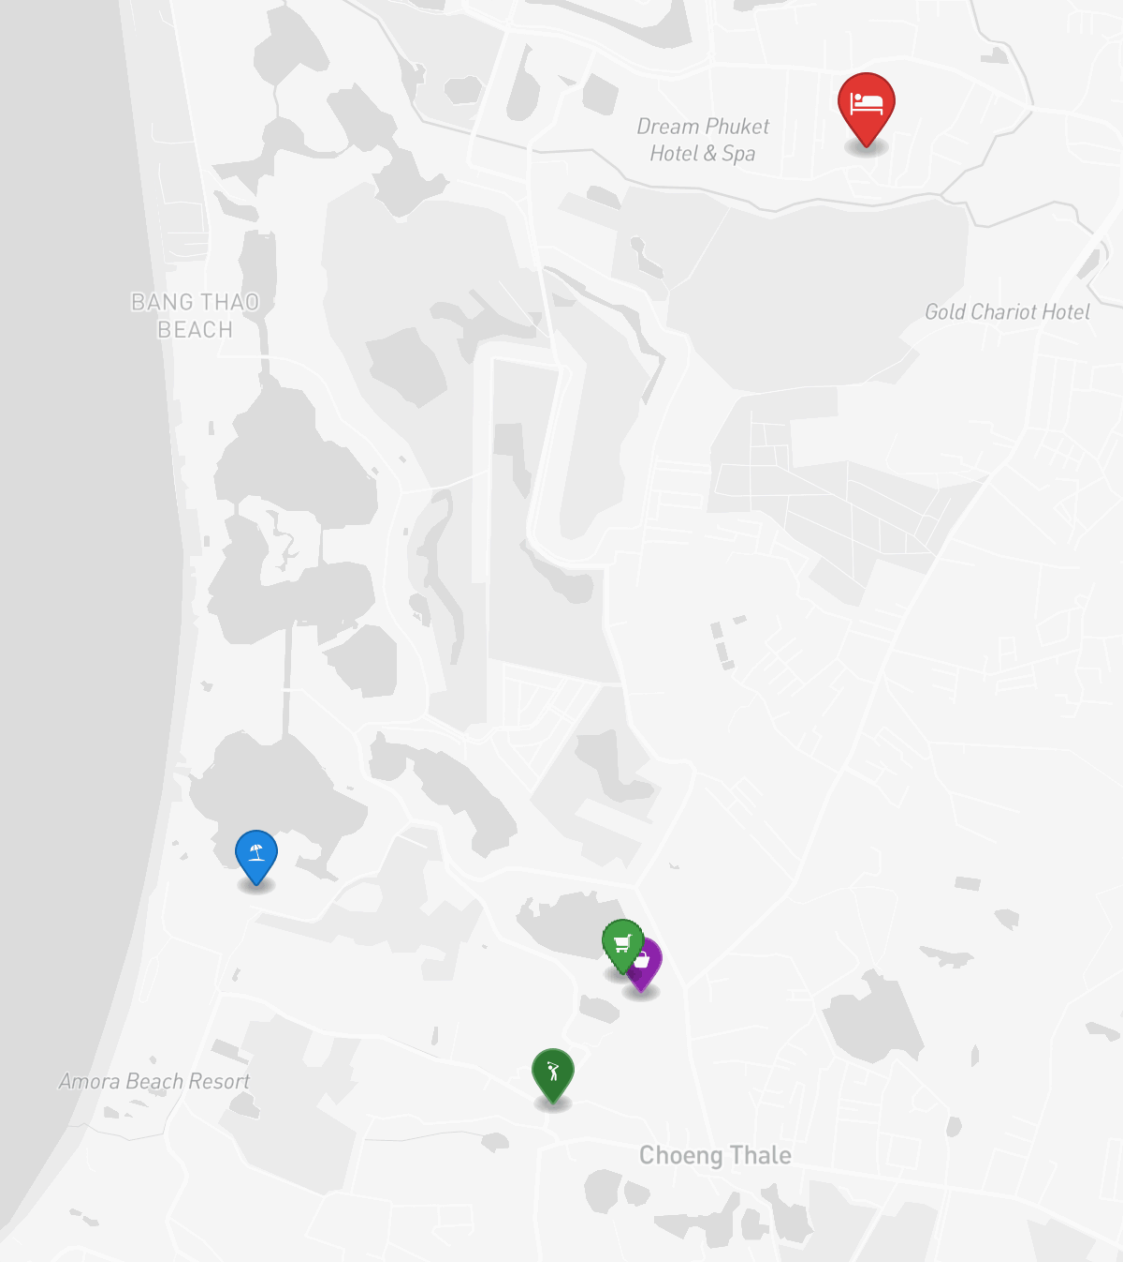 Dream Phuket
Hotel & Spa
BANG THAO
BEACH
Gold Chariot Hotel
Amora Beach Resort
Choeng Thale